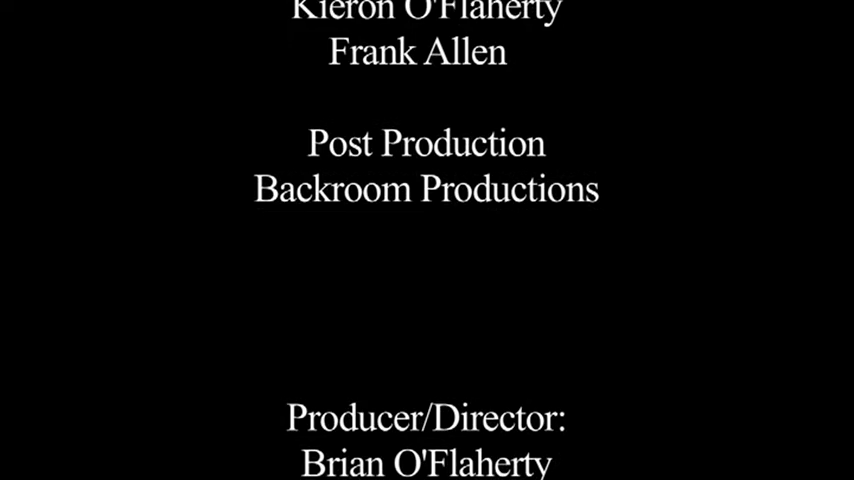 Kieron O'Flaherty
Frank Allen
Post Production
Backroom Productions
Producer/Director:
Brian O'Flaherty